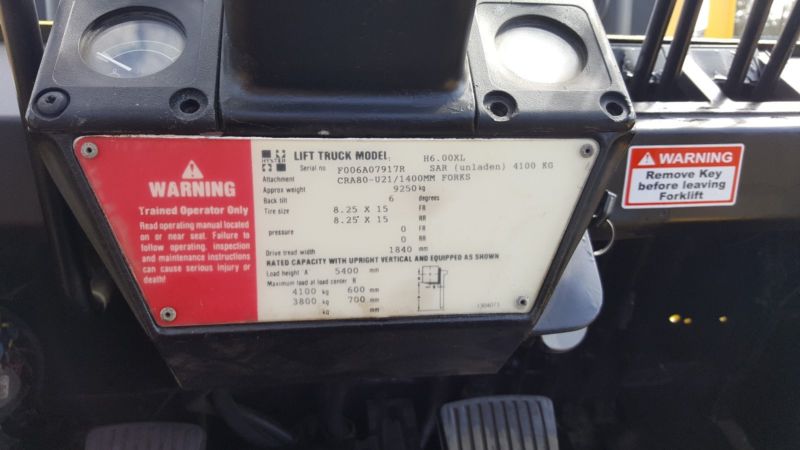 WARNING
Trained Operator Only
Read operating manual located
on or near seat. Failure to
follow operating, inspection
and maintenance instructions
can cause serious injury or
death!
HYSTER
LIFT TRUCK MODEL H6.00XL
Serial no F006A07917R SAR (unladen) 4100 KG
Attachment CRA80-U21/1400MM FORKS
Approx weight 9250 kg
Back tilt 6 degrees
Tire size 8.25 X 15 FR
8.25 X 15 RR
pressure 0 FR
0 RR
Drive tread width 1840 mm
RATED CAPACITY WITH UPRIGHT VERTICAL AND EQUIPPED AS SHOWN
Load height A 5400 mm
Maximum load at load center B
4100 kg 600 mm
3800 kg 700 mm
kg mm
WARNING
Remove Key
before leaving
Forklift